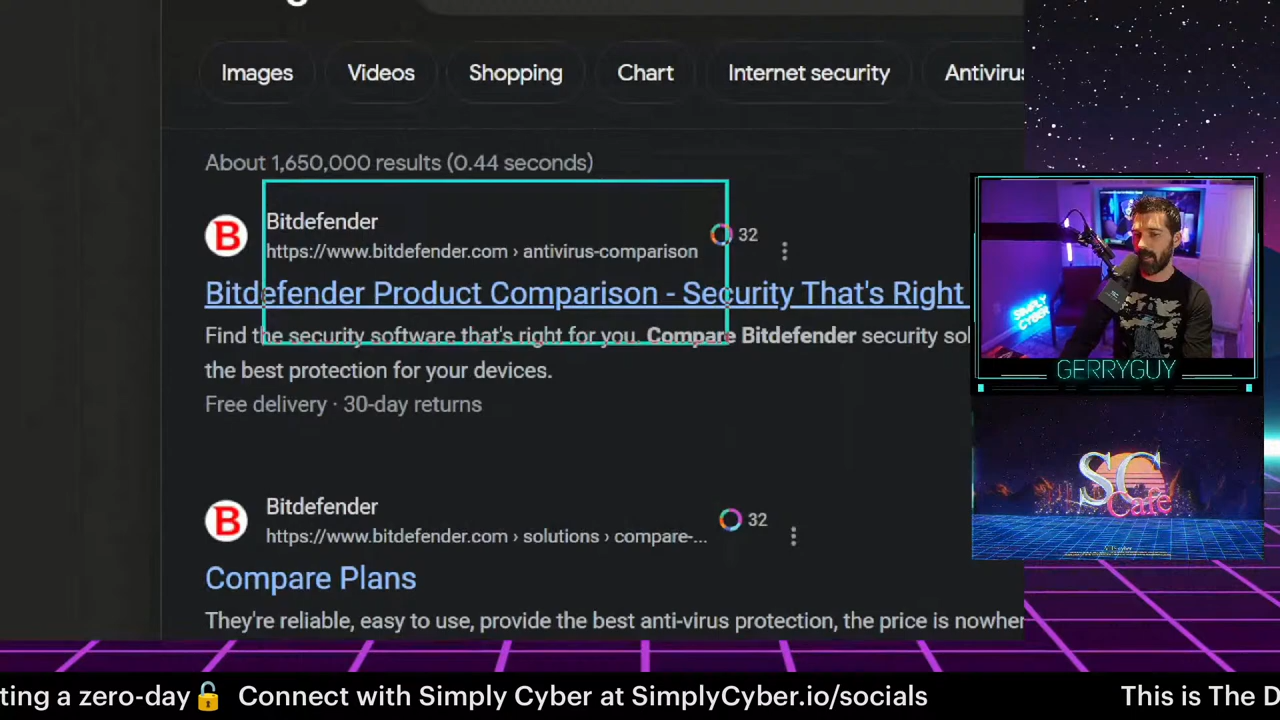 Images
Videos
Shopping
Chart
Internet security
Antivirus
About 1,650,000 results (0.44 seconds)
Bitdefender
https://www.bitdefender.com › antivirus-comparison
32
Bitdefender Product Comparison - Security That's Right
Find the security software that's right for you. Compare Bitdefender security sol
the best protection for your devices.
Free delivery · 30-day returns
Bitdefender
https://www.bitdefender.com › solutions › compare-...
32
Compare Plans
They're reliable, easy to use, provide the best anti-virus protection, the price is nowher
SIMPLY
CYBER
GERRYGUY
SC
Cafe
ting a zero-day🔓 Connect with Simply Cyber at SimplyCyber.io/socials
This is The D